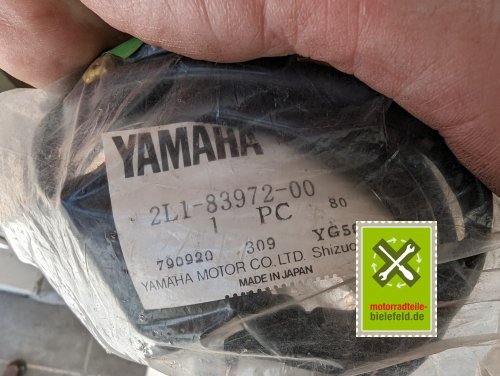 YAMAHA
2L1-83972-00
1 PC 80
790920 309
YAMAHA MOTOR CO.LTD.
MADE IN JAPAN
motorradteile-
bielefeld.de